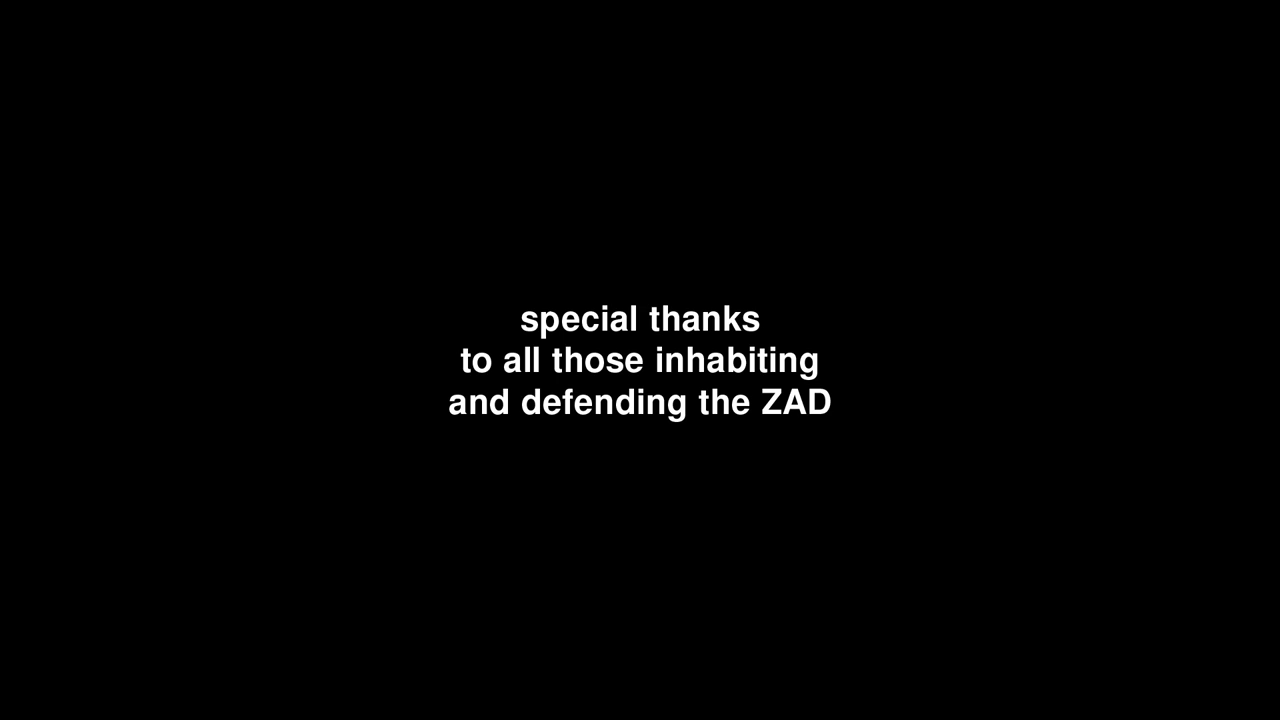 special thanks
to all those inhabiting
and defending the ZAD